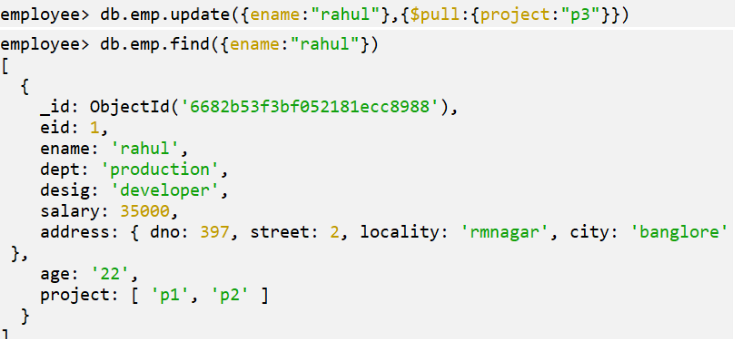 employee> db.emp.update({ename:"rahul"},{$pull:{project:"p3"}})
employee> db.emp.find({ename:"rahul"})
[
  {
    _id: ObjectId('6682b53f3bf052181ecc8988'),
    eid: 1,
    ename: 'rahul',
    dept: 'production',
    desig: 'developer',
    salary: 35000,
    address: { dno: 397, street: 2, locality: 'rmnagar', city: 'banglore'
 },
    age: '22',
    project: [ 'p1', 'p2' ]
  }
]